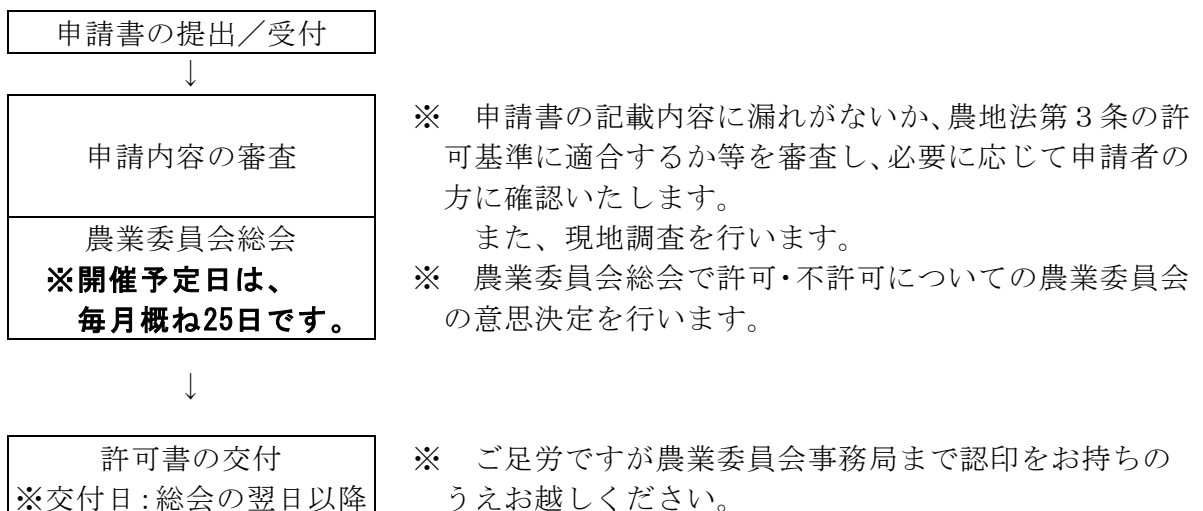 申請書の提出／受付
↓
申請内容の審査
※　申請書の記載内容に漏れがないか、農地法第３条の許
可基準に適合するか等を審査し、必要に応じて申請者の
方に確認いたします。
また、現地調査を行います。
農業委員会総会
※開催予定日は、
毎月概ね25日です。
※　農業委員会総会で許可・不許可についての農業委員会
の意思決定を行います。
↓
許可書の交付
※交付日：総会の翌日以降
※　ご足労ですが農業委員会事務局まで認印をお持ちの
うえお越しください。